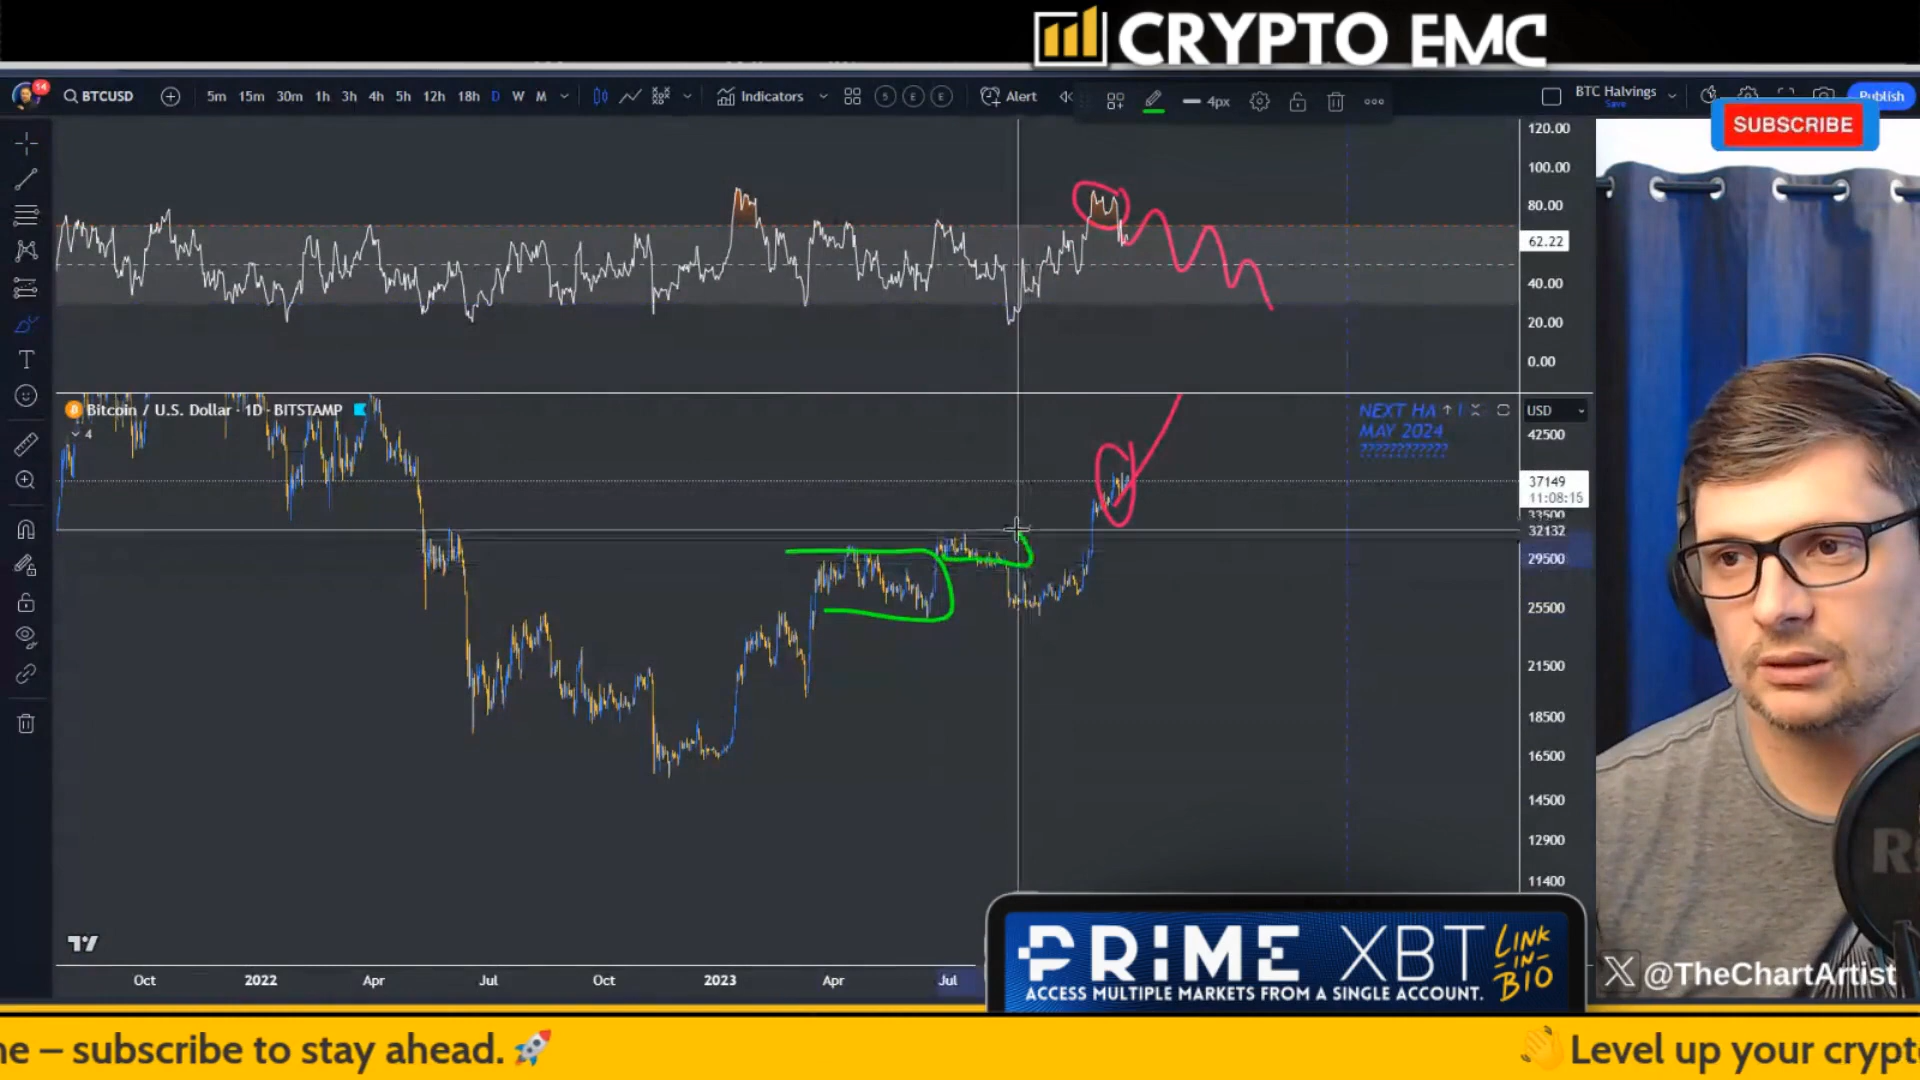 CRYPTO EMC
14
BTCUSD 5m 15m 30m 1h 3h 4h 5h 12h 18h D W M Indicators S E E Alert 4px BTC Halvings Save Publish
SUBSCRIBE
120.00
100.00
80.00
62.22
40.00
20.00
0.00
Bitcoin / U.S. Dollar · 1D · BITSTAMP
4
NEXT HA
MAY 2024
????????????
USD
42500
37149
11:08:15
33500
32132
29500
25500
21500
18500
16500
14500
12900
11400
Oct 2022 Apr Jul Oct 2023 Apr Jul
PRIME XBT LINK -IN- BIO
ACCESS MULTIPLE MARKETS FROM A SINGLE ACCOUNT.
@TheChartArtist
ne – subscribe to stay ahead. 🚀 👋 Level up your crypt